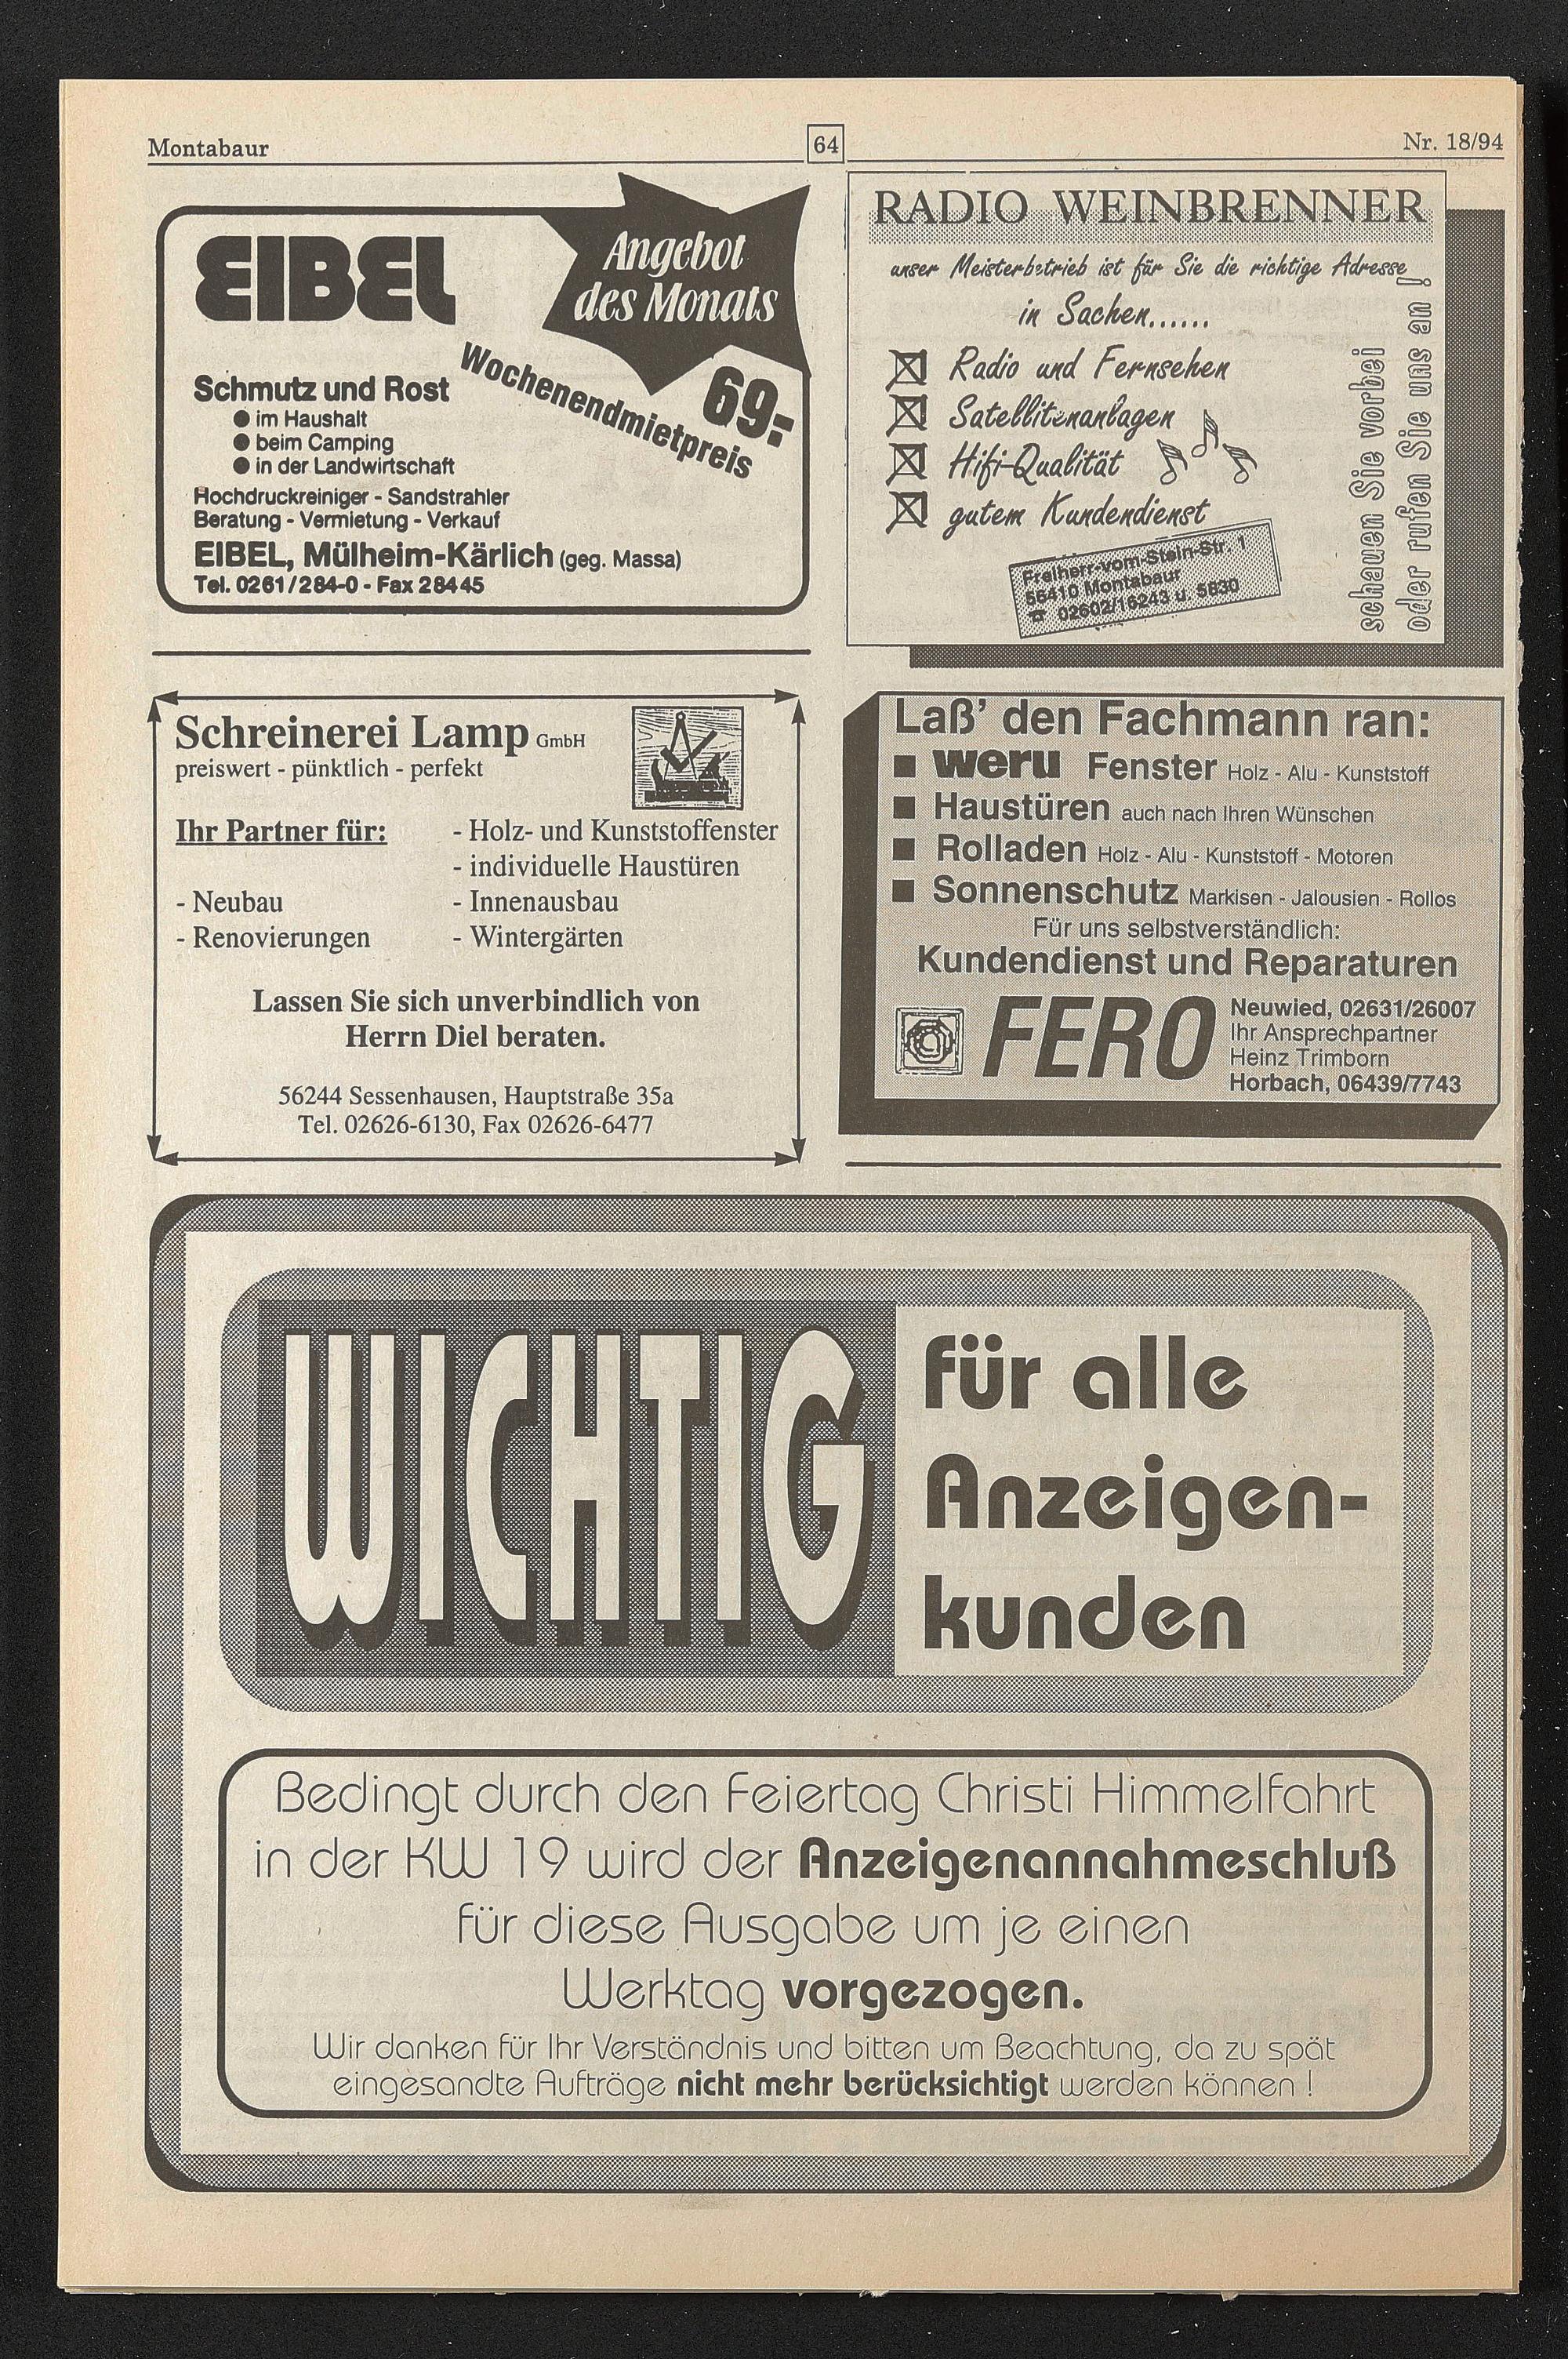 Montabaur
64
Nr. 18/94
EIBEL
Angebot
des Monats
69.-
Wochenendmietpreis
Schmutz und Rost
● im Haushalt
● beim Camping
● in der Landwirtschaft
Hochdruckreiniger - Sandstrahler
Beratung - Vermietung - Verkauf
EIBEL, Mülheim-Kärlich (geg. Massa)
Tel. 0261/284-0 - Fax 28445
RADIO WEINBRENNER
unser Meisterbetrieb ist für Sie die richtige Adresse
in Sachen......
Radio und Fernsehen
Satellitenanlagen
Hifi-Qualität
gutem Kundendienst
Freiherr-vom-Stein-Str. 1
56410 Montabaur
☎ 02602/16243 u. 5830
schauen Sie vorbei
oder rufen Sie uns an !
Schreinerei Lamp GmbH
preiswert - pünktlich - perfekt
Ihr Partner für:
- Neubau
- Renovierungen
- Holz- und Kunststoffenster
- individuelle Haustüren
- Innenausbau
- Wintergärten
Lassen Sie sich unverbindlich von
Herrn Diel beraten.
56244 Sessenhausen, Hauptstraße 35a
Tel. 02626-6130, Fax 02626-6477
Laß' den Fachmann ran:
■ weru Fenster Holz - Alu - Kunststoff
■ Haustüren auch nach Ihren Wünschen
■ Rolladen Holz - Alu - Kunststoff - Motoren
■ Sonnenschutz Markisen - Jalousien - Rollos
Für uns selbstverständlich:
Kundendienst und Reparaturen
FERO
Neuwied, 02631/26007
Ihr Ansprechpartner
Heinz Trimborn
Horbach, 06439/7743
WICHTIG
für alle
Anzeigen-
kunden
Bedingt durch den Feiertag Christi Himmelfahrt
in der KW 19 wird der Anzeigenannahmeschluß
für diese Ausgabe um je einen
Werktag vorgezogen.
Wir danken für Ihr Verständnis und bitten um Beachtung, da zu spät
eingesandte Aufträge nicht mehr berücksichtigt werden können !